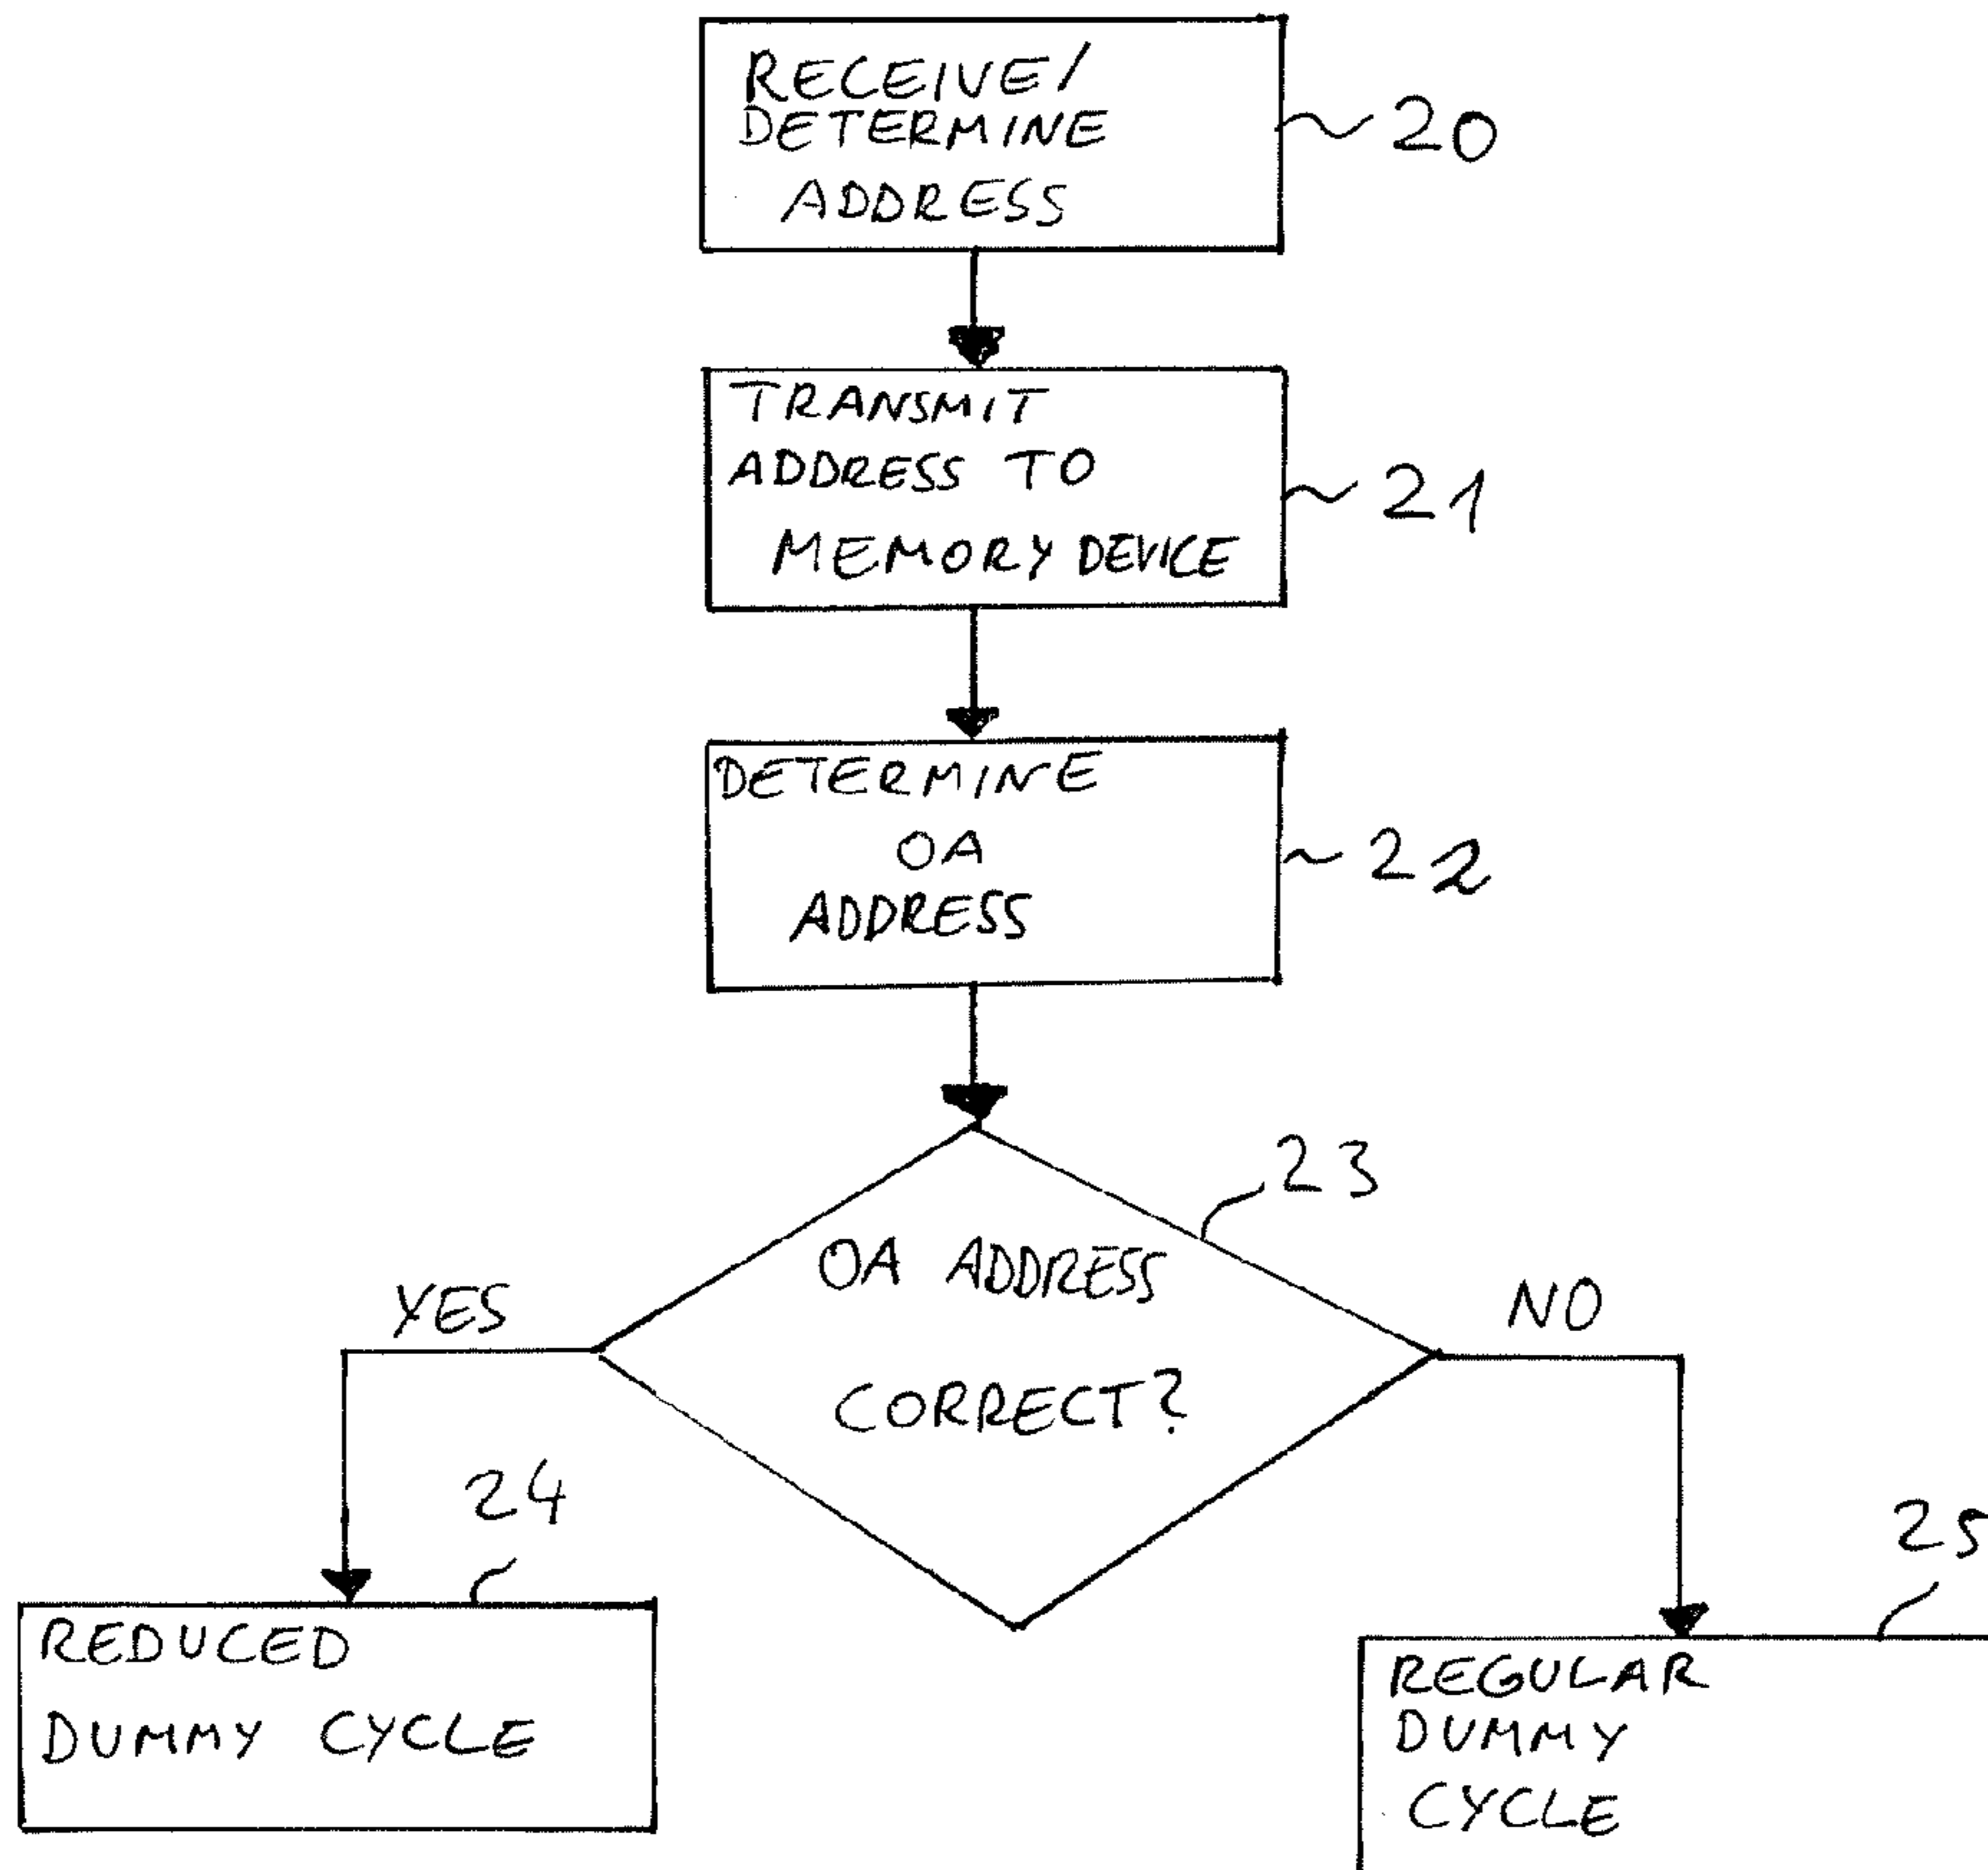 RECEIVE/
DETERMINE
ADDRESS
20
TRANSMIT
ADDRESS TO
MEMORY DEVICE
21
DETERMINE
OA
ADDRESS
22
23
OA ADDRESS
CORRECT?
YES
NO
24
REDUCED
DUMMY CYCLE
25
REGULAR
DUMMY
CYCLE